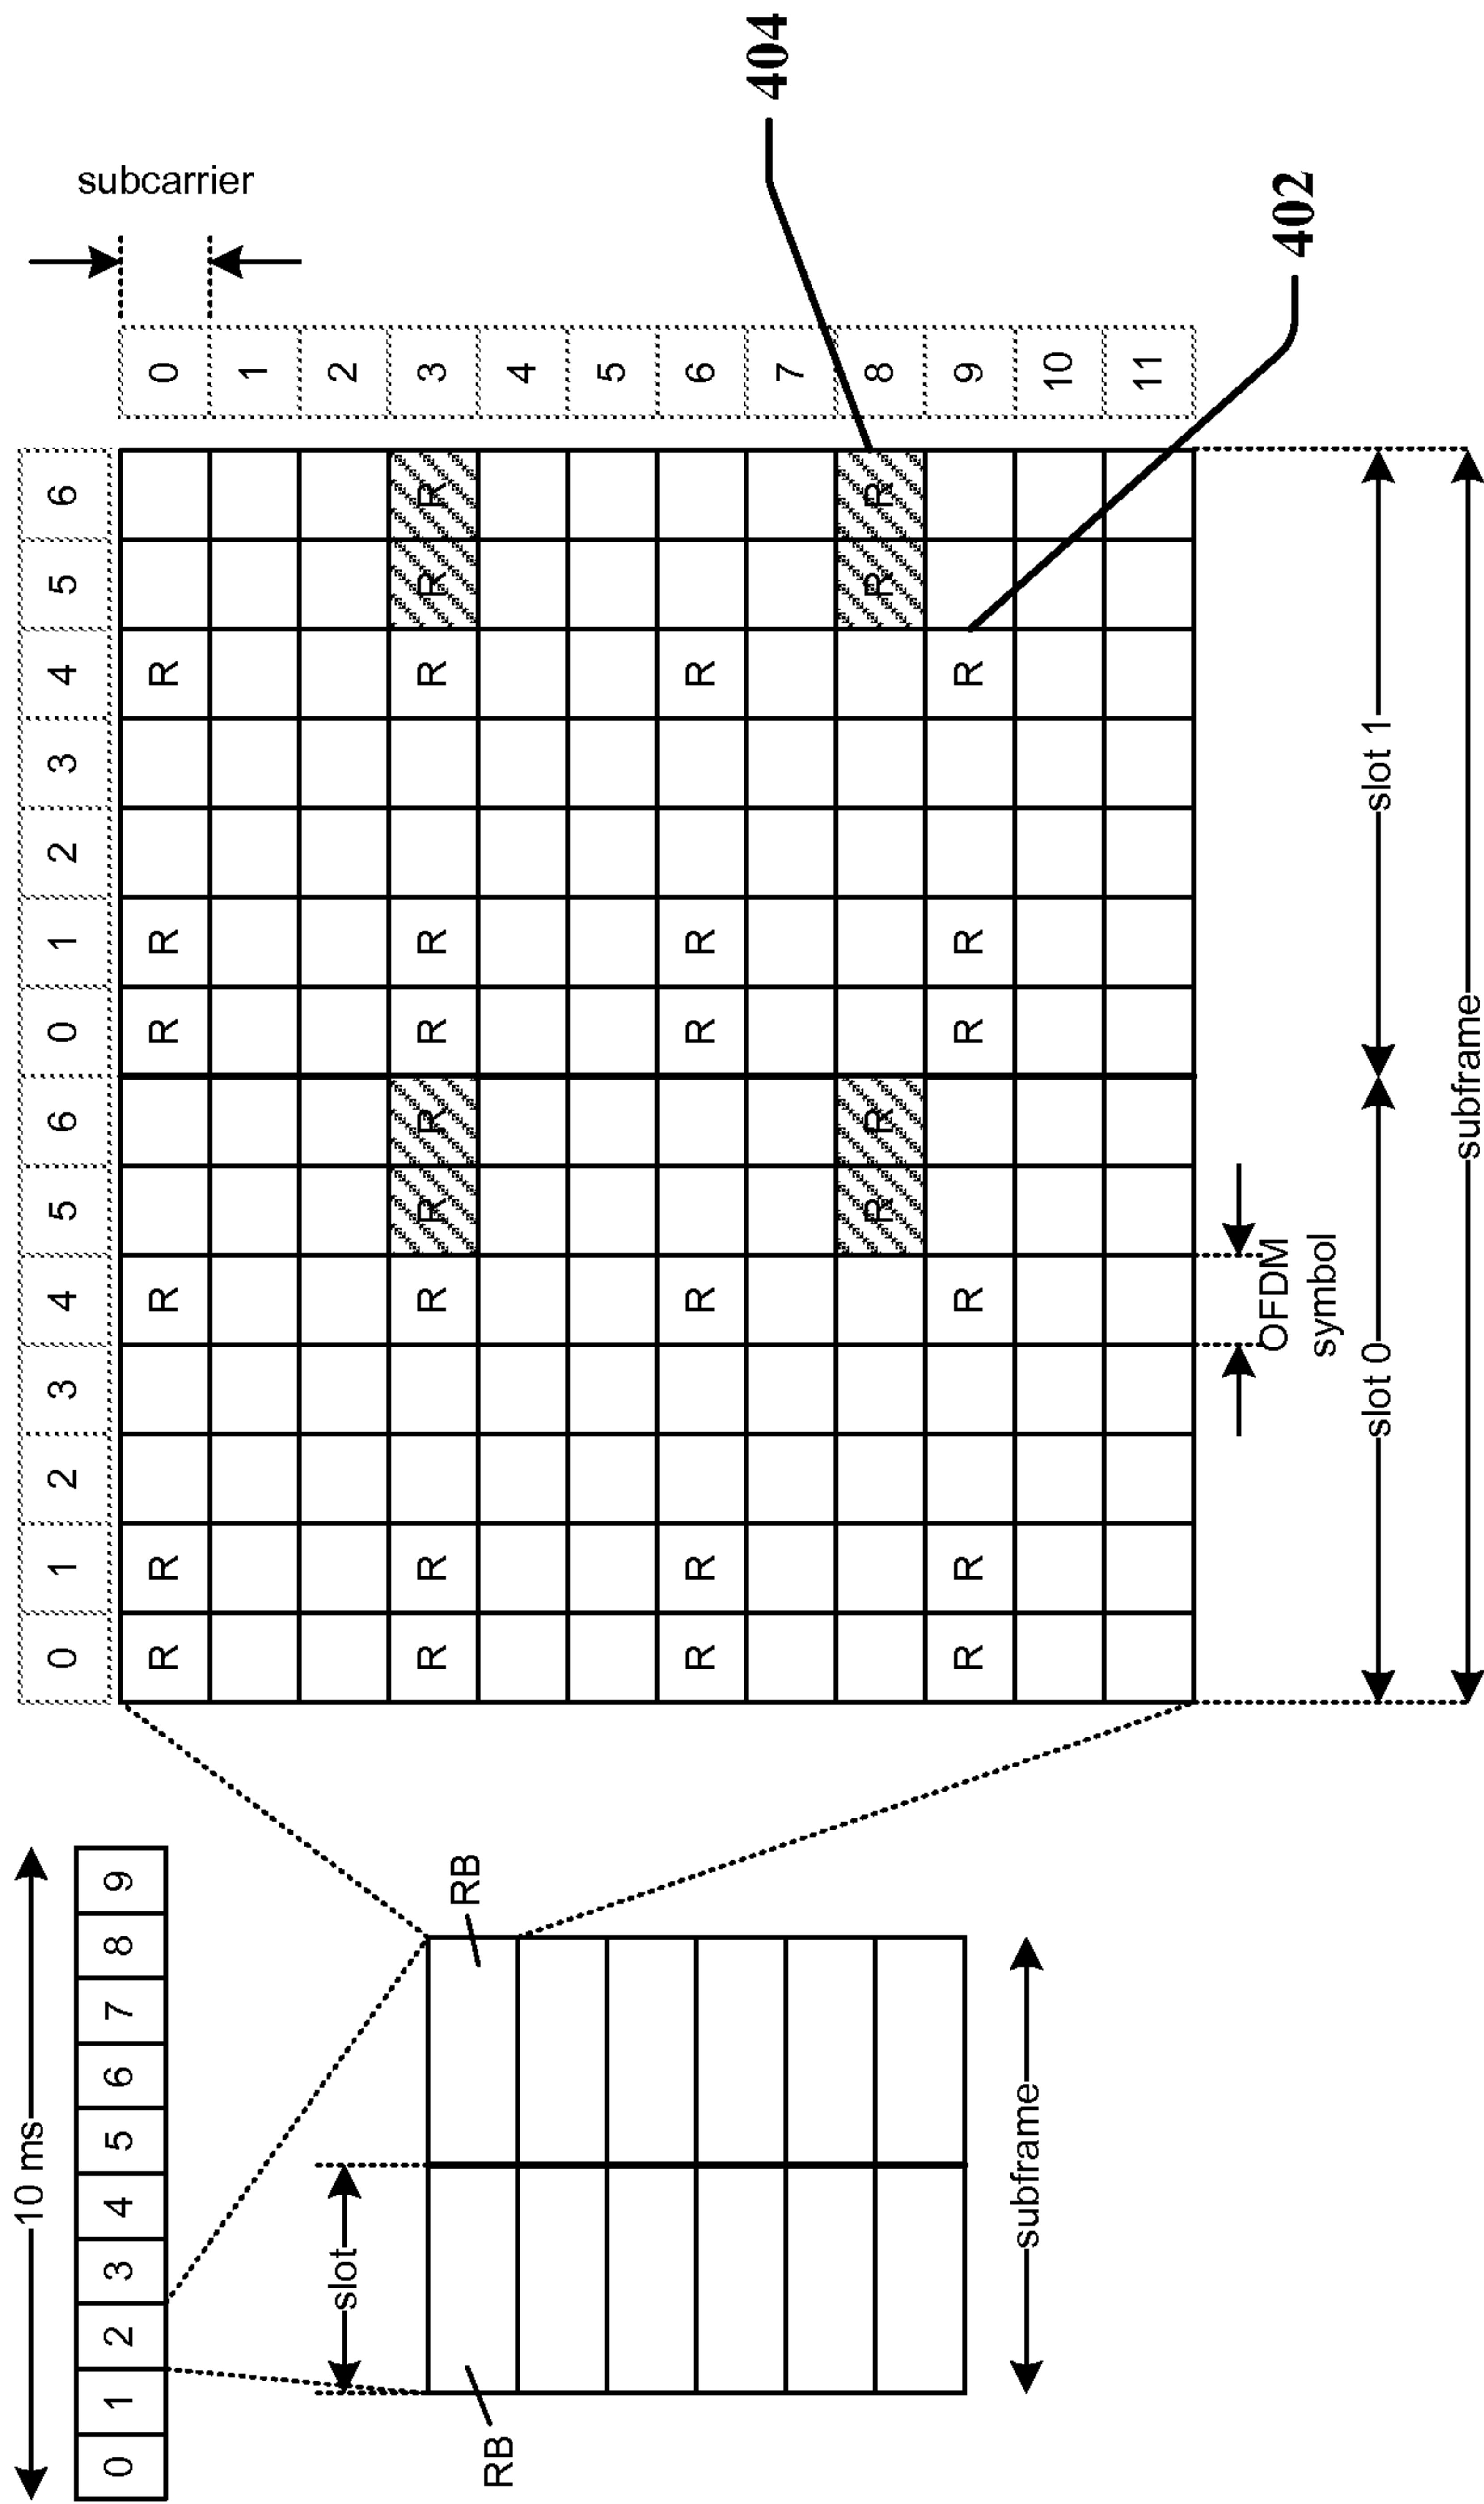 10 ms
0 1 2 3 4 5 6 7 8 9
slot
RB
RB
subframe
0 1 2 3 4 5 6 0 1 2 3 4 5 6
subcarrier
R R R R R R 0
1
2
R R R R R R R R R R 3
4
5
R R R R R R 6
7
R R R R 8
R R R R R R 9
10
11
404
402
OFDM
symbol
slot 0
slot 1
subframe